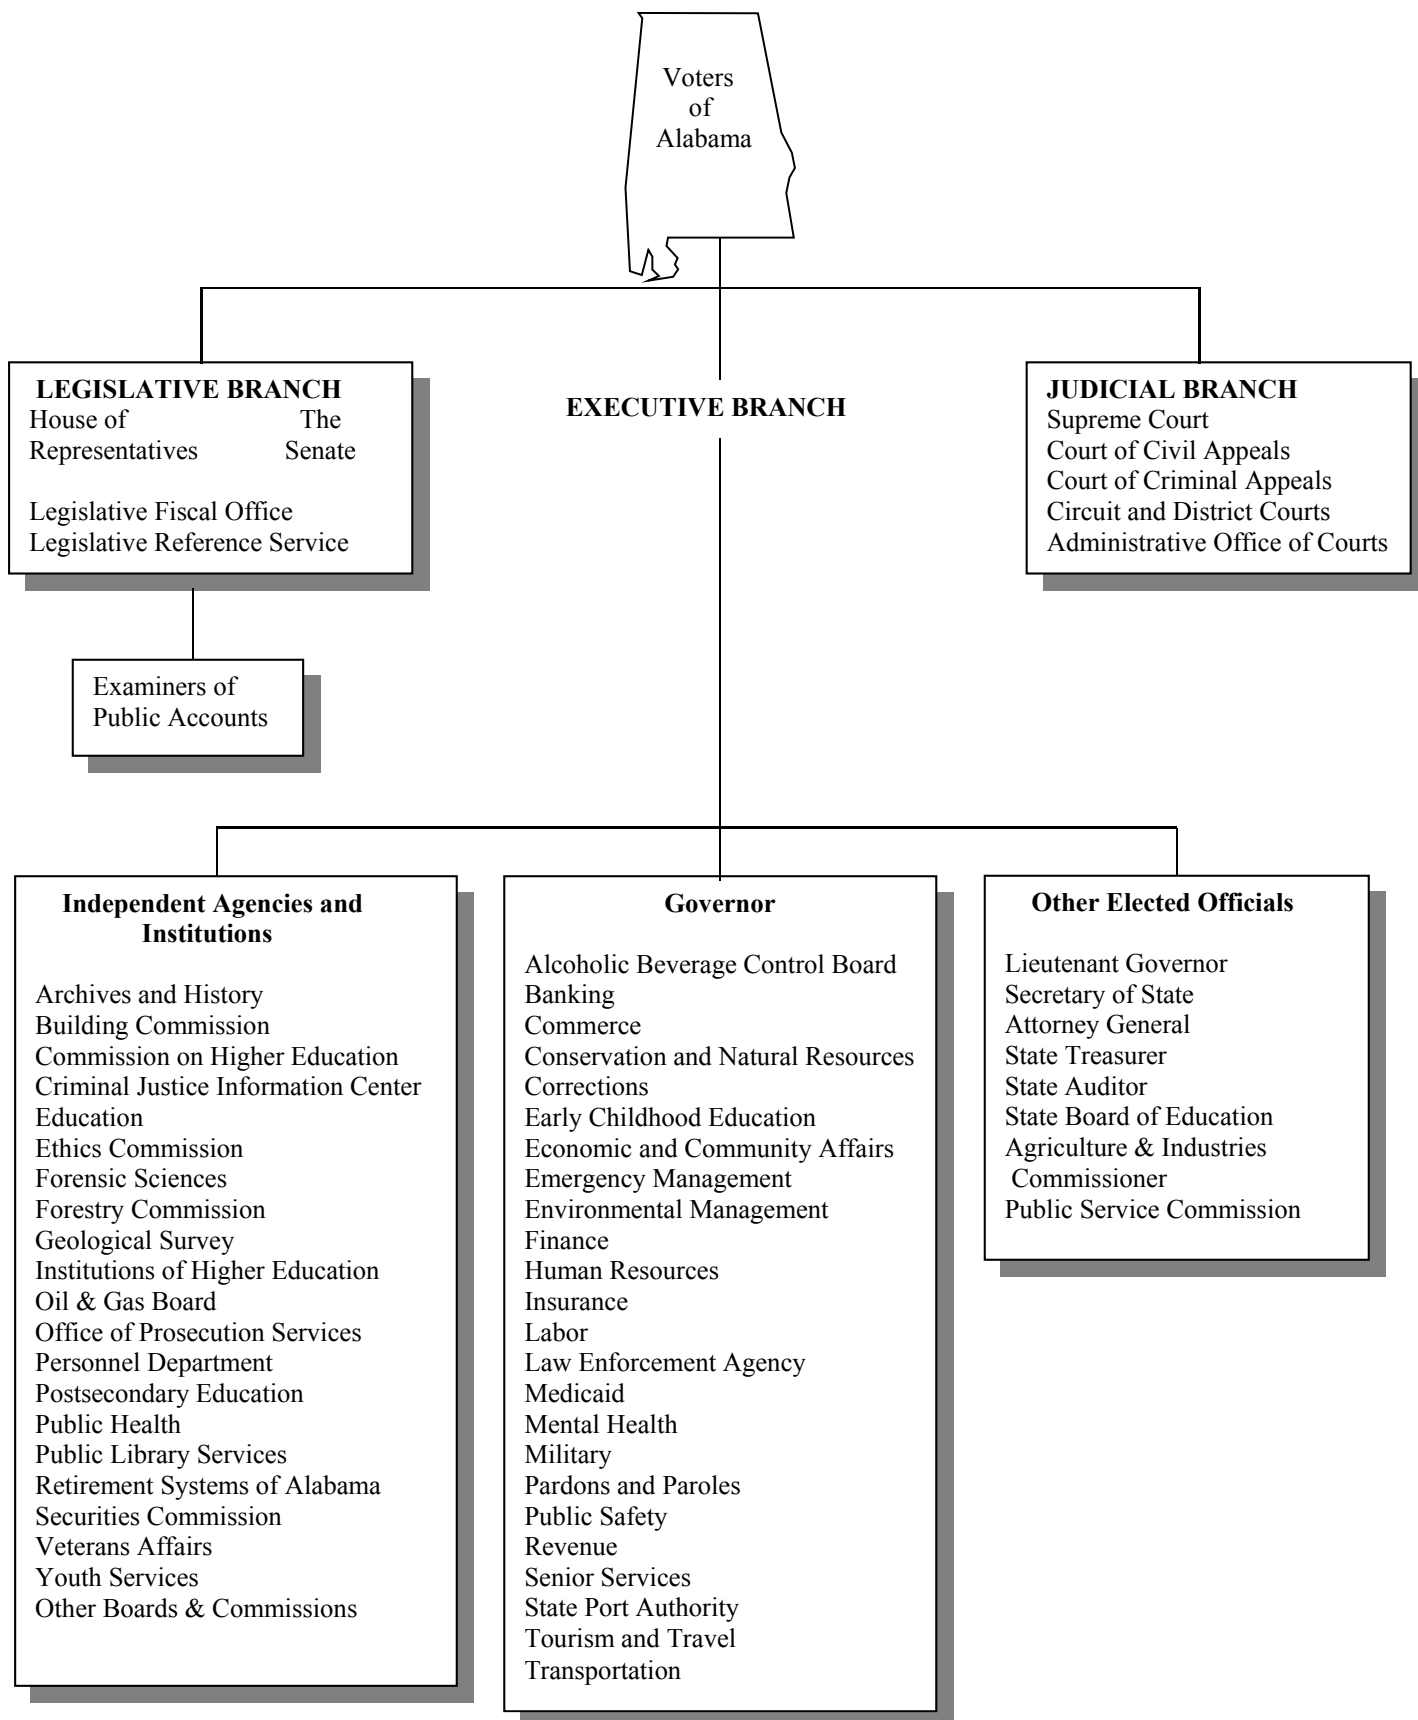 Voters
of
Alabama
LEGISLATIVE BRANCH
House of The
Representatives Senate
Legislative Fiscal Office
Legislative Reference Service
EXECUTIVE BRANCH
JUDICIAL BRANCH
Supreme Court
Court of Civil Appeals
Court of Criminal Appeals
Circuit and District Courts
Administrative Office of Courts
Examiners of
Public Accounts
Independent Agencies and
Institutions
Archives and History
Building Commission
Commission on Higher Education
Criminal Justice Information Center
Education
Ethics Commission
Forensic Sciences
Forestry Commission
Geological Survey
Institutions of Higher Education
Oil & Gas Board
Office of Prosecution Services
Personnel Department
Postsecondary Education
Public Health
Public Library Services
Retirement Systems of Alabama
Securities Commission
Veterans Affairs
Youth Services
Other Boards & Commissions
Governor
Alcoholic Beverage Control Board
Banking
Commerce
Conservation and Natural Resources
Corrections
Early Childhood Education
Economic and Community Affairs
Emergency Management
Environmental Management
Finance
Human Resources
Insurance
Labor
Law Enforcement Agency
Medicaid
Mental Health
Military
Pardons and Paroles
Public Safety
Revenue
Senior Services
State Port Authority
Tourism and Travel
Transportation
Other Elected Officials
Lieutenant Governor
Secretary of State
Attorney General
State Treasurer
State Auditor
State Board of Education
Agriculture & Industries
Commissioner
Public Service Commission